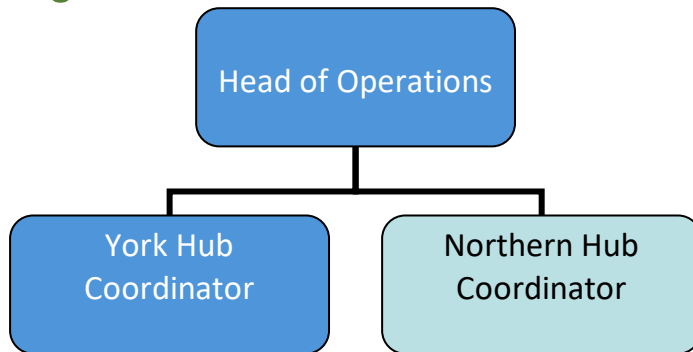 Head of Operations
York Hub
Coordinator
Northern Hub
Coordinator